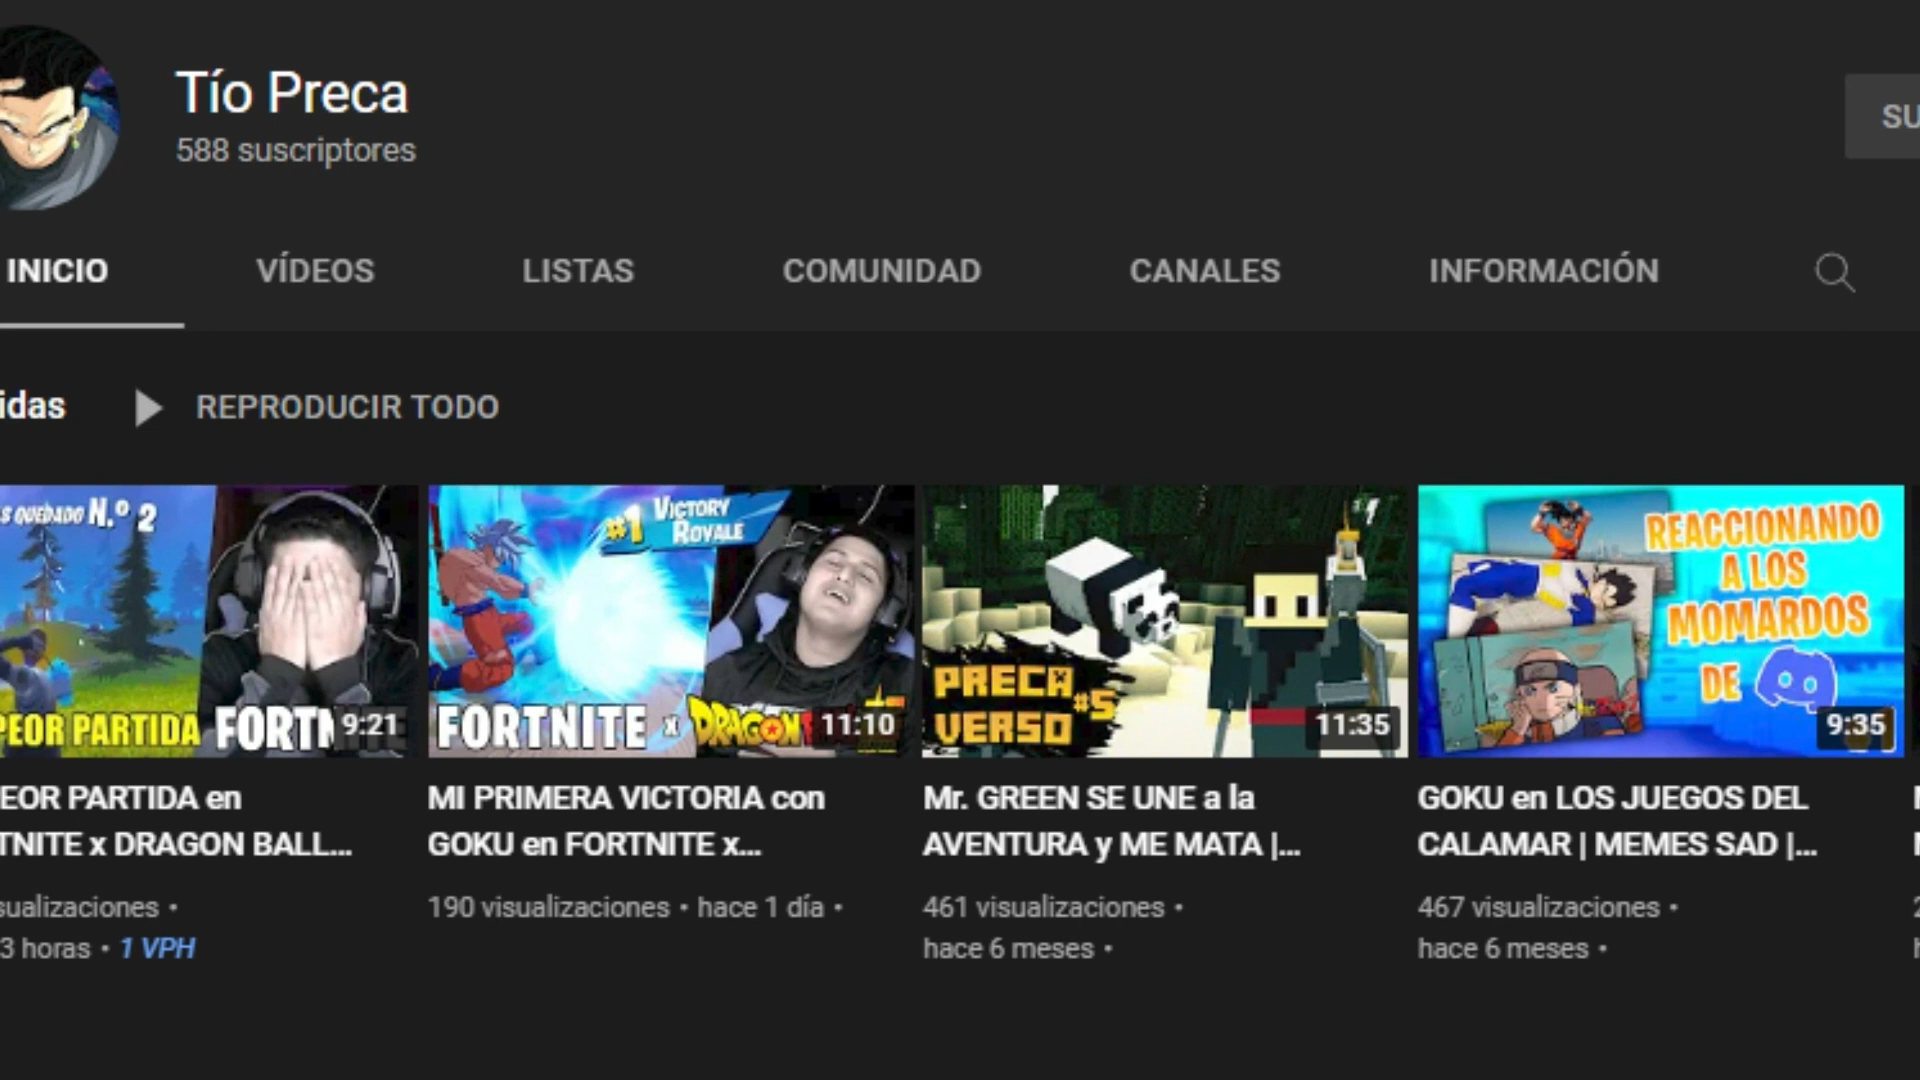 Tío Preca
588 suscriptores
SU
INICIO
VÍDEOS
LISTAS
COMUNIDAD
CANALES
INFORMACIÓN
idas
REPRODUCIR TODO
S QUEDADO N.º 2
PEOR PARTIDA FORTN
9:21
#1 VICTORY
ROYALE
FORTNITE x DRAGON
11:10
PRECA
VERSO #5
11:35
REACCIONANDO
A LOS
MOMARDOS
DE
9:35
EOR PARTIDA en
TNITE x DRAGON BALL...
sualizaciones •
3 horas • 1 VPH
MI PRIMERA VICTORIA con
GOKU en FORTNITE x...
190 visualizaciones • hace 1 día •
Mr. GREEN SE UNE a la
AVENTURA y ME MATA |...
461 visualizaciones •
hace 6 meses •
GOKU en LOS JUEGOS DEL
CALAMAR | MEMES SAD |...
467 visualizaciones •
hace 6 meses •